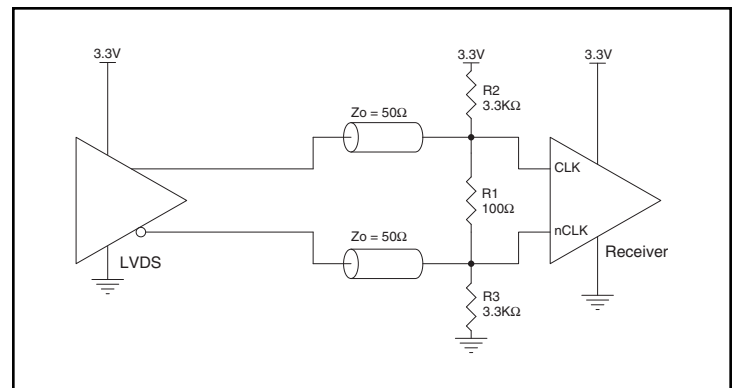 3.3V
3.3V
3.3V
R2
3.3KΩ
Zo = 50Ω
CLK
R1
100Ω
nCLK
Zo = 50Ω
Receiver
LVDS
R3
3.3KΩ